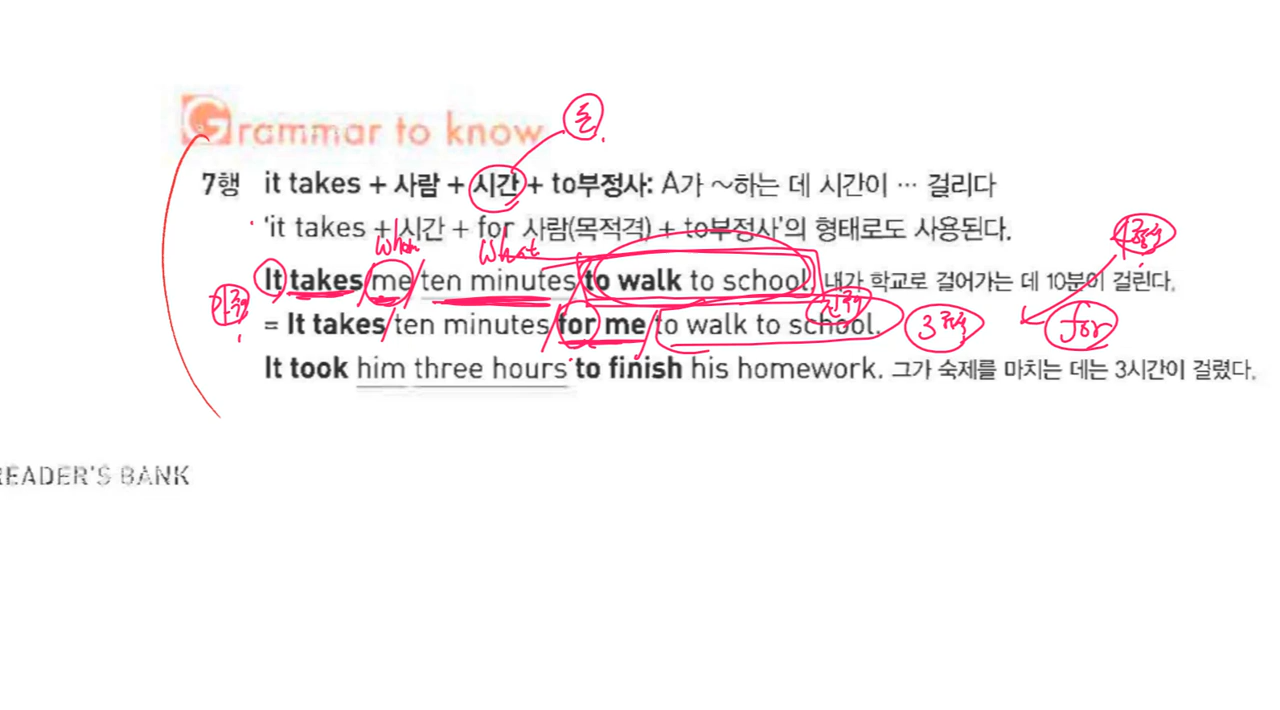 Grammar to know
돈
7행 it takes + 사람 + 시간 + to부정사: A가 ~하는 데 시간이 … 걸리다
'it takes + 시간 + for 사람(목적격) + to부정사'의 형태로도 사용된다.
whom what 4형식
It takes me ten minutes to walk to school. 내가 학교로 걸어가는 데 10분이 걸린다.
가주어 진주어
= It takes ten minutes for me to walk to school. 3형식 for
It took him three hours to finish his homework. 그가 숙제를 마치는 데는 3시간이 걸렸다.
READER'S BANK